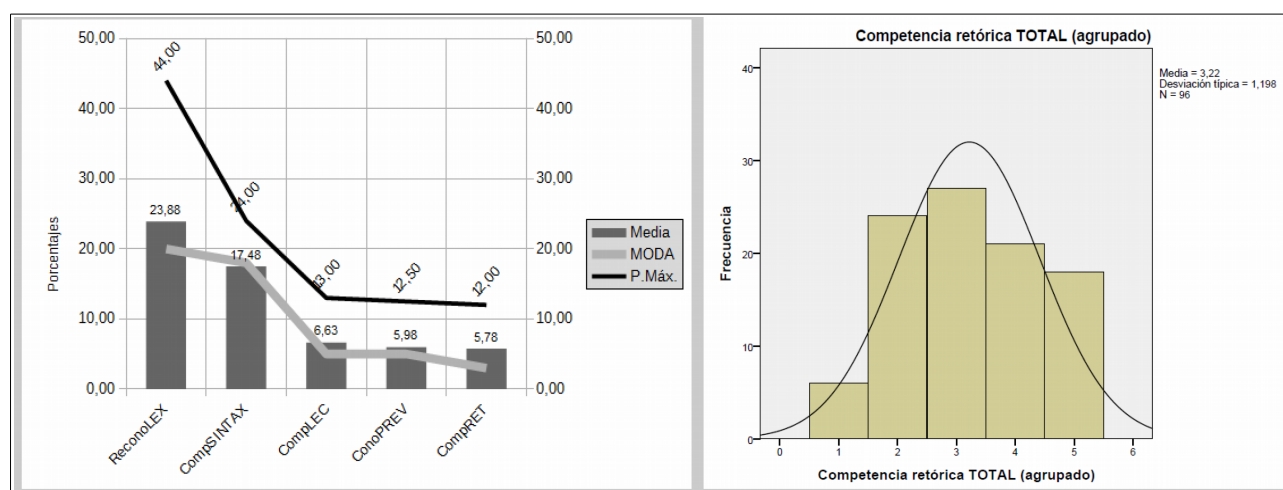 50,00
40,00
30,00
20,00
10,00
0,00
50,00
40,00
30,00
20,00
10,00
0,00
Porcentajes
44,00
24,00
13,00
12,50
12,00
23,88
17,48
6,63
5,98
5,78
ReconoLEX
CompSINTAX
CompLEC
ConoPREV
CompRET
Media
MODA
P.Máx.
Competencia retórica TOTAL (agrupado)
Media = 3,22
Desviación típica = 1,198
N = 96
Frecuencia
40
30
20
10
0
0 1 2 3 4 5 6
Competencia retórica TOTAL (agrupado)